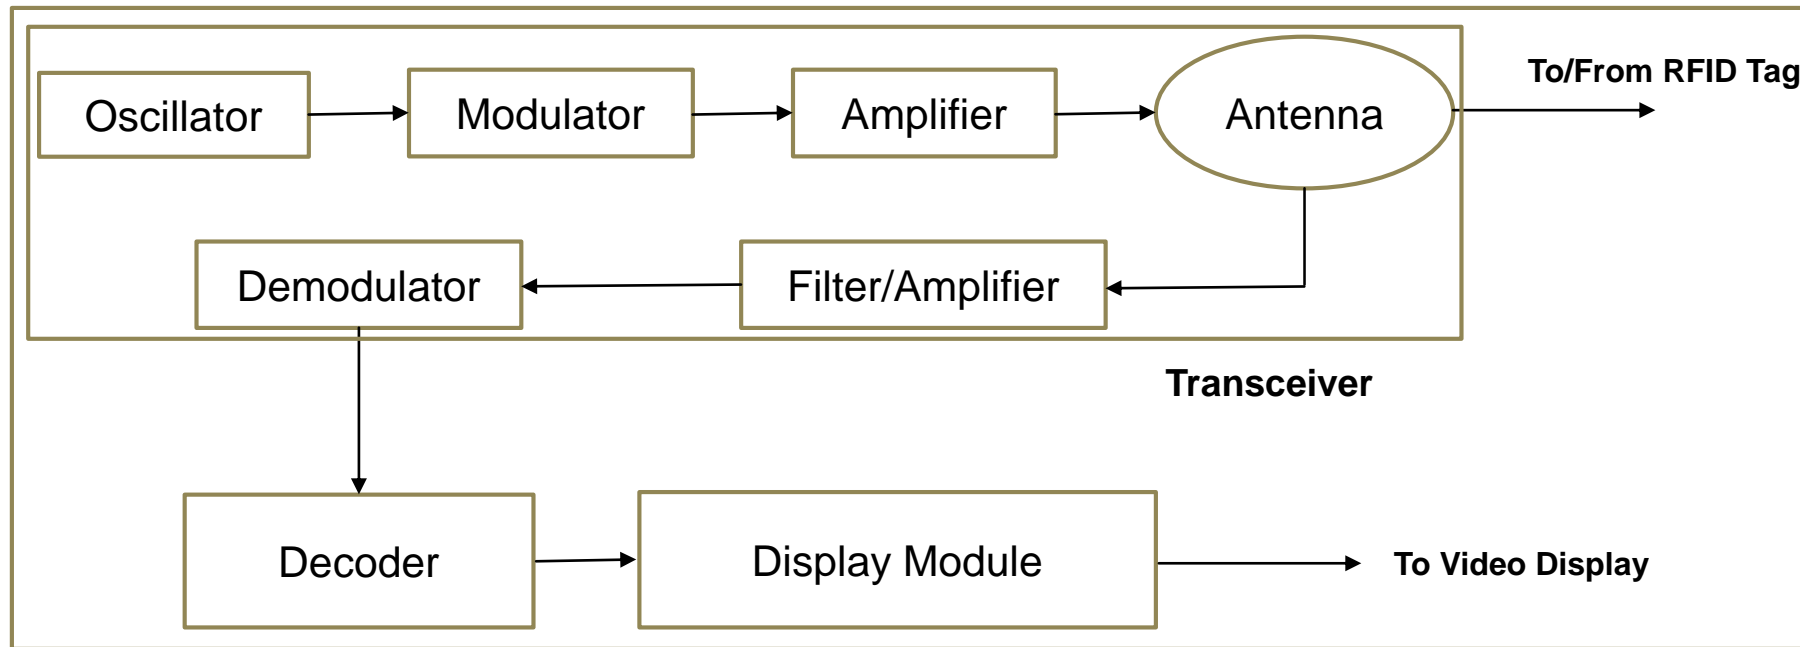 To/From RFID Tag
Oscillator
Modulator
Amplifier
Antenna
Demodulator
Filter/Amplifier
Transceiver
Decoder
Display Module
To Video Display